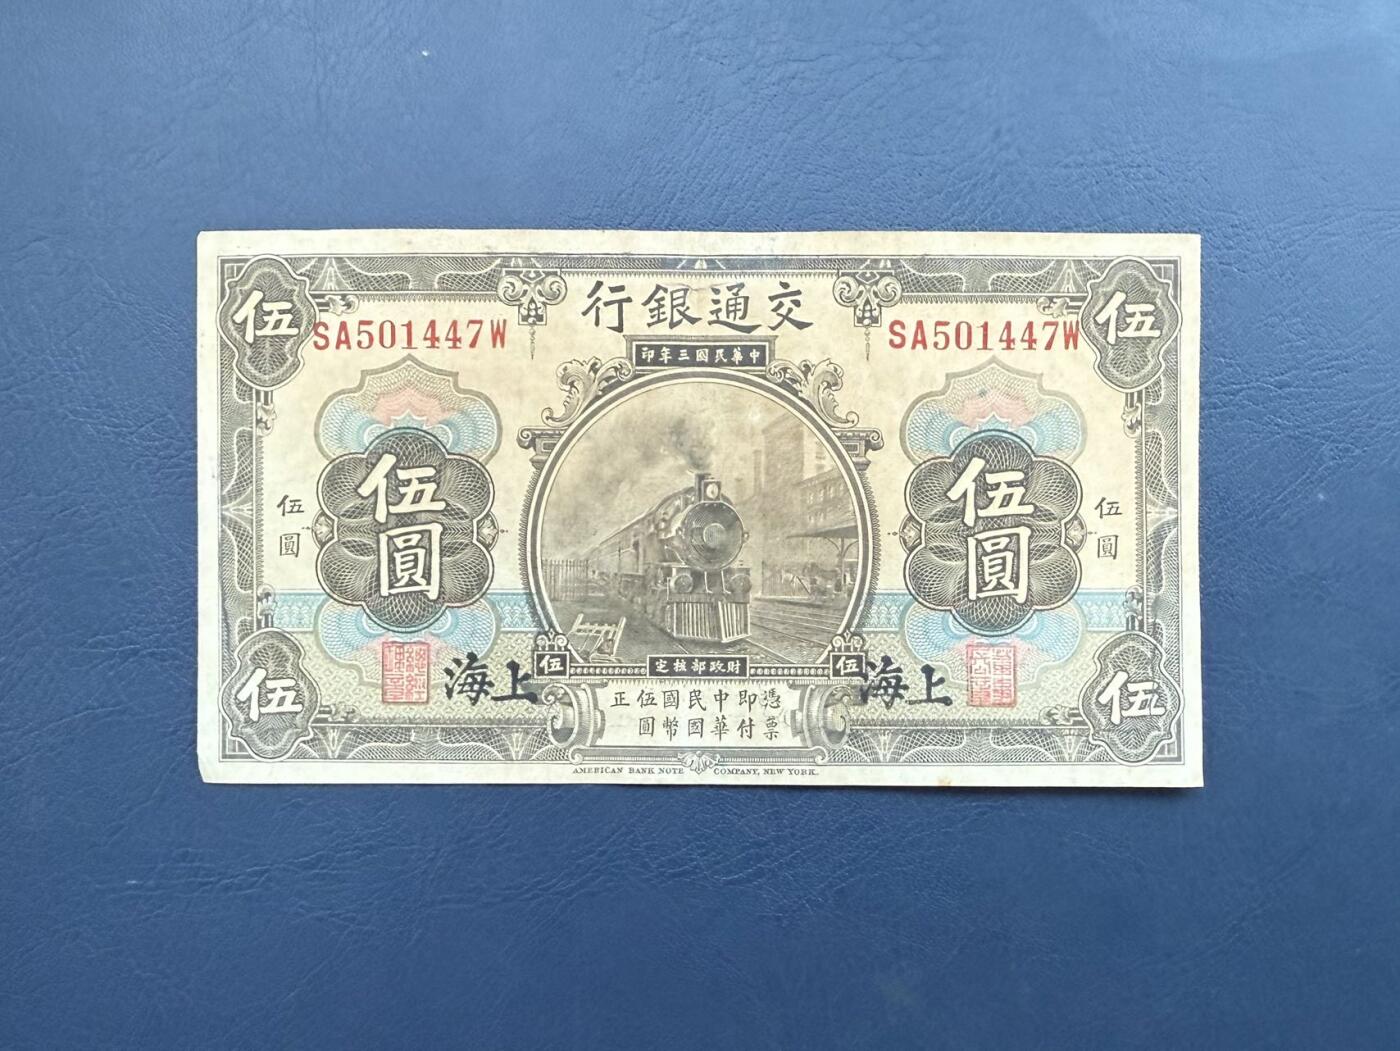 交通銀行
中華民國三年印
SA501447W
SA501447W
伍
伍
伍圓
伍圓
伍圓
伍圓
上海
上海
伍
伍
財政部核定
憑票即付中華民國國幣伍圓正
伍
伍
AMERICAN BANK NOTE COMPANY, NEW YORK.